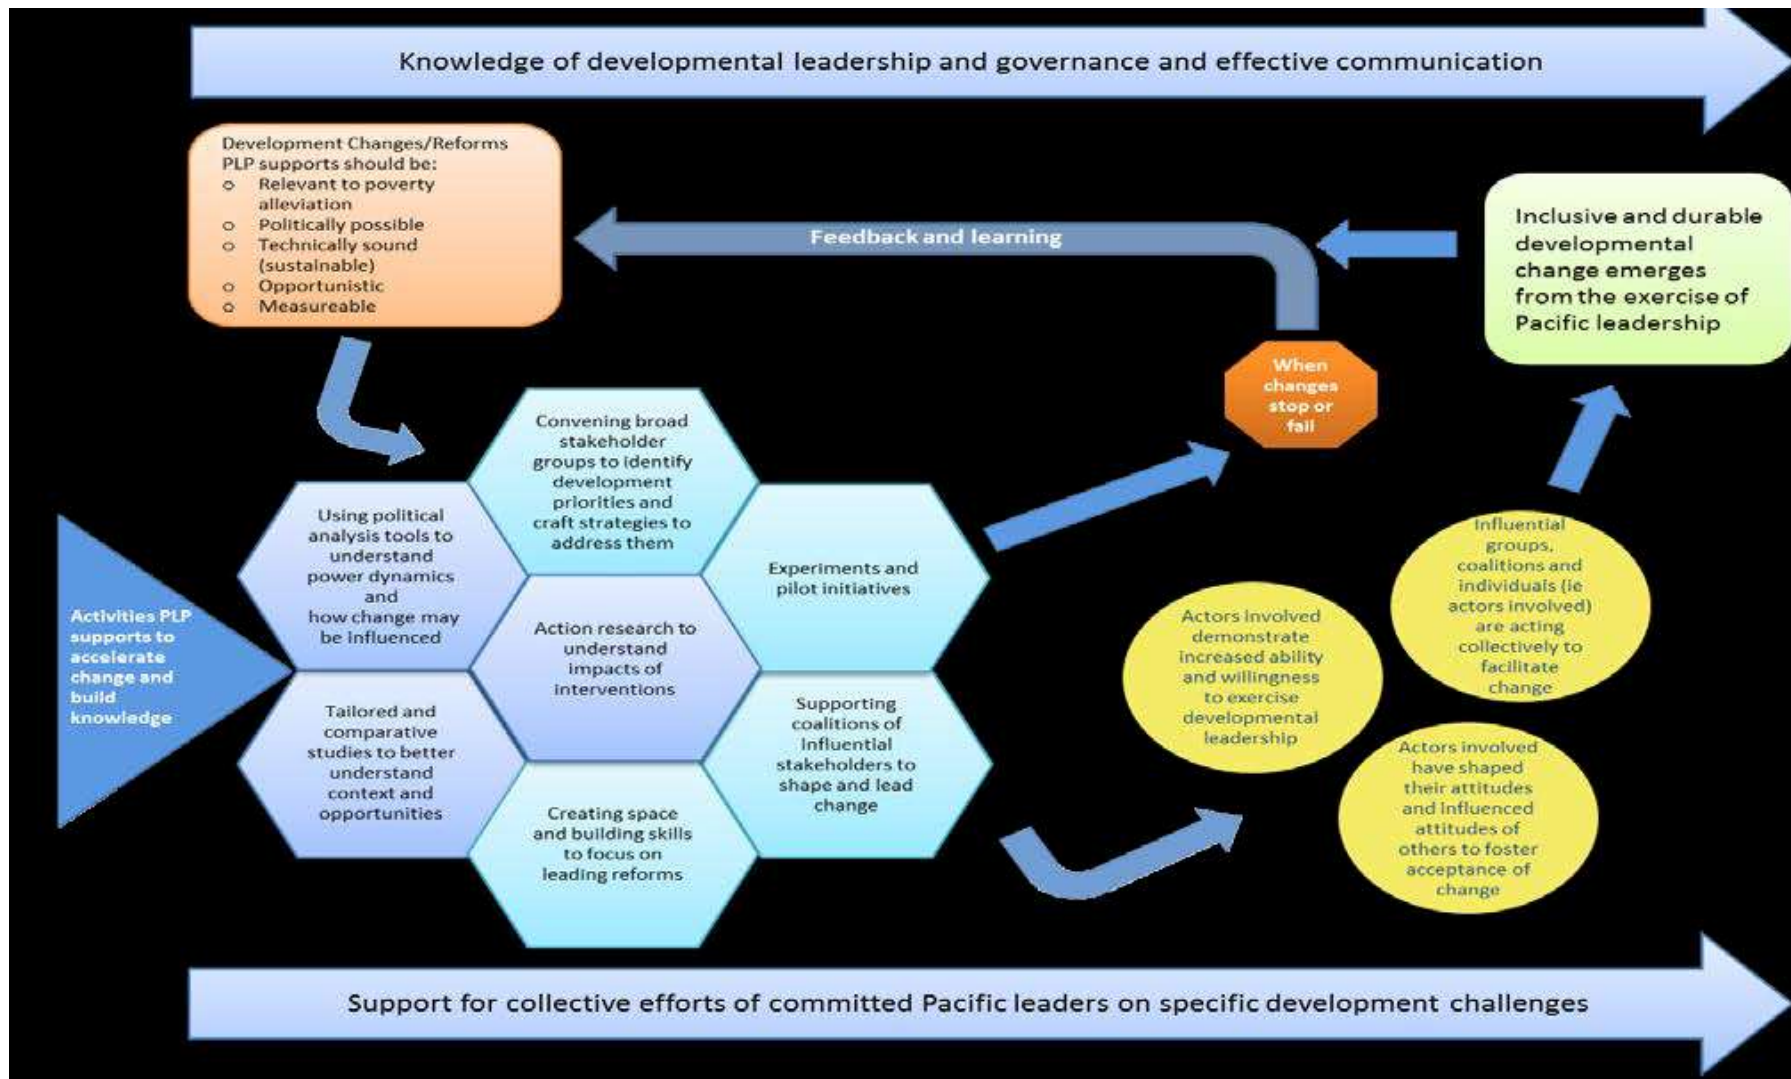 Knowledge of developmental leadership and governance and effective communication
Development Changes/Reforms
PLP supports should be:
o Relevant to poverty
alleviation
o Politically possible
o Technically sound
(sustainable)
o Opportunistic
o Measureable
Feedback and learning
Inclusive and durable
developmental
change emerges
from the exercise of
Pacific leadership
When
changes
stop or
fail
Convening broad
stakeholder
groups to identify
development
priorities and
craft strategies to
address them
Using political
analysis tools to
understand
power dynamics
and
how change may
be influenced
Experiments and
pilot initiatives
Activities PLP
supports to
accelerate
change and
build
knowledge
Action research to
understand
impacts of
interventions
Tailored and
comparative
studies to better
understand
context and
opportunities
Supporting
coalitions of
Influential
stakeholders to
shape and lead
change
Creating space
and building skills
to focus on
leading reforms
Influential
groups,
coalitions and
individuals (ie
actors involved)
are acting
collectively to
facilitate
change
Actors involved
demonstrate
increased ability
and willingness
to exercise
developmental
leadership
Actors involved
have shaped
their attitudes
and Influenced
attitudes of
others to foster
acceptance of
change
Support for collective efforts of committed Pacific leaders on specific development challenges